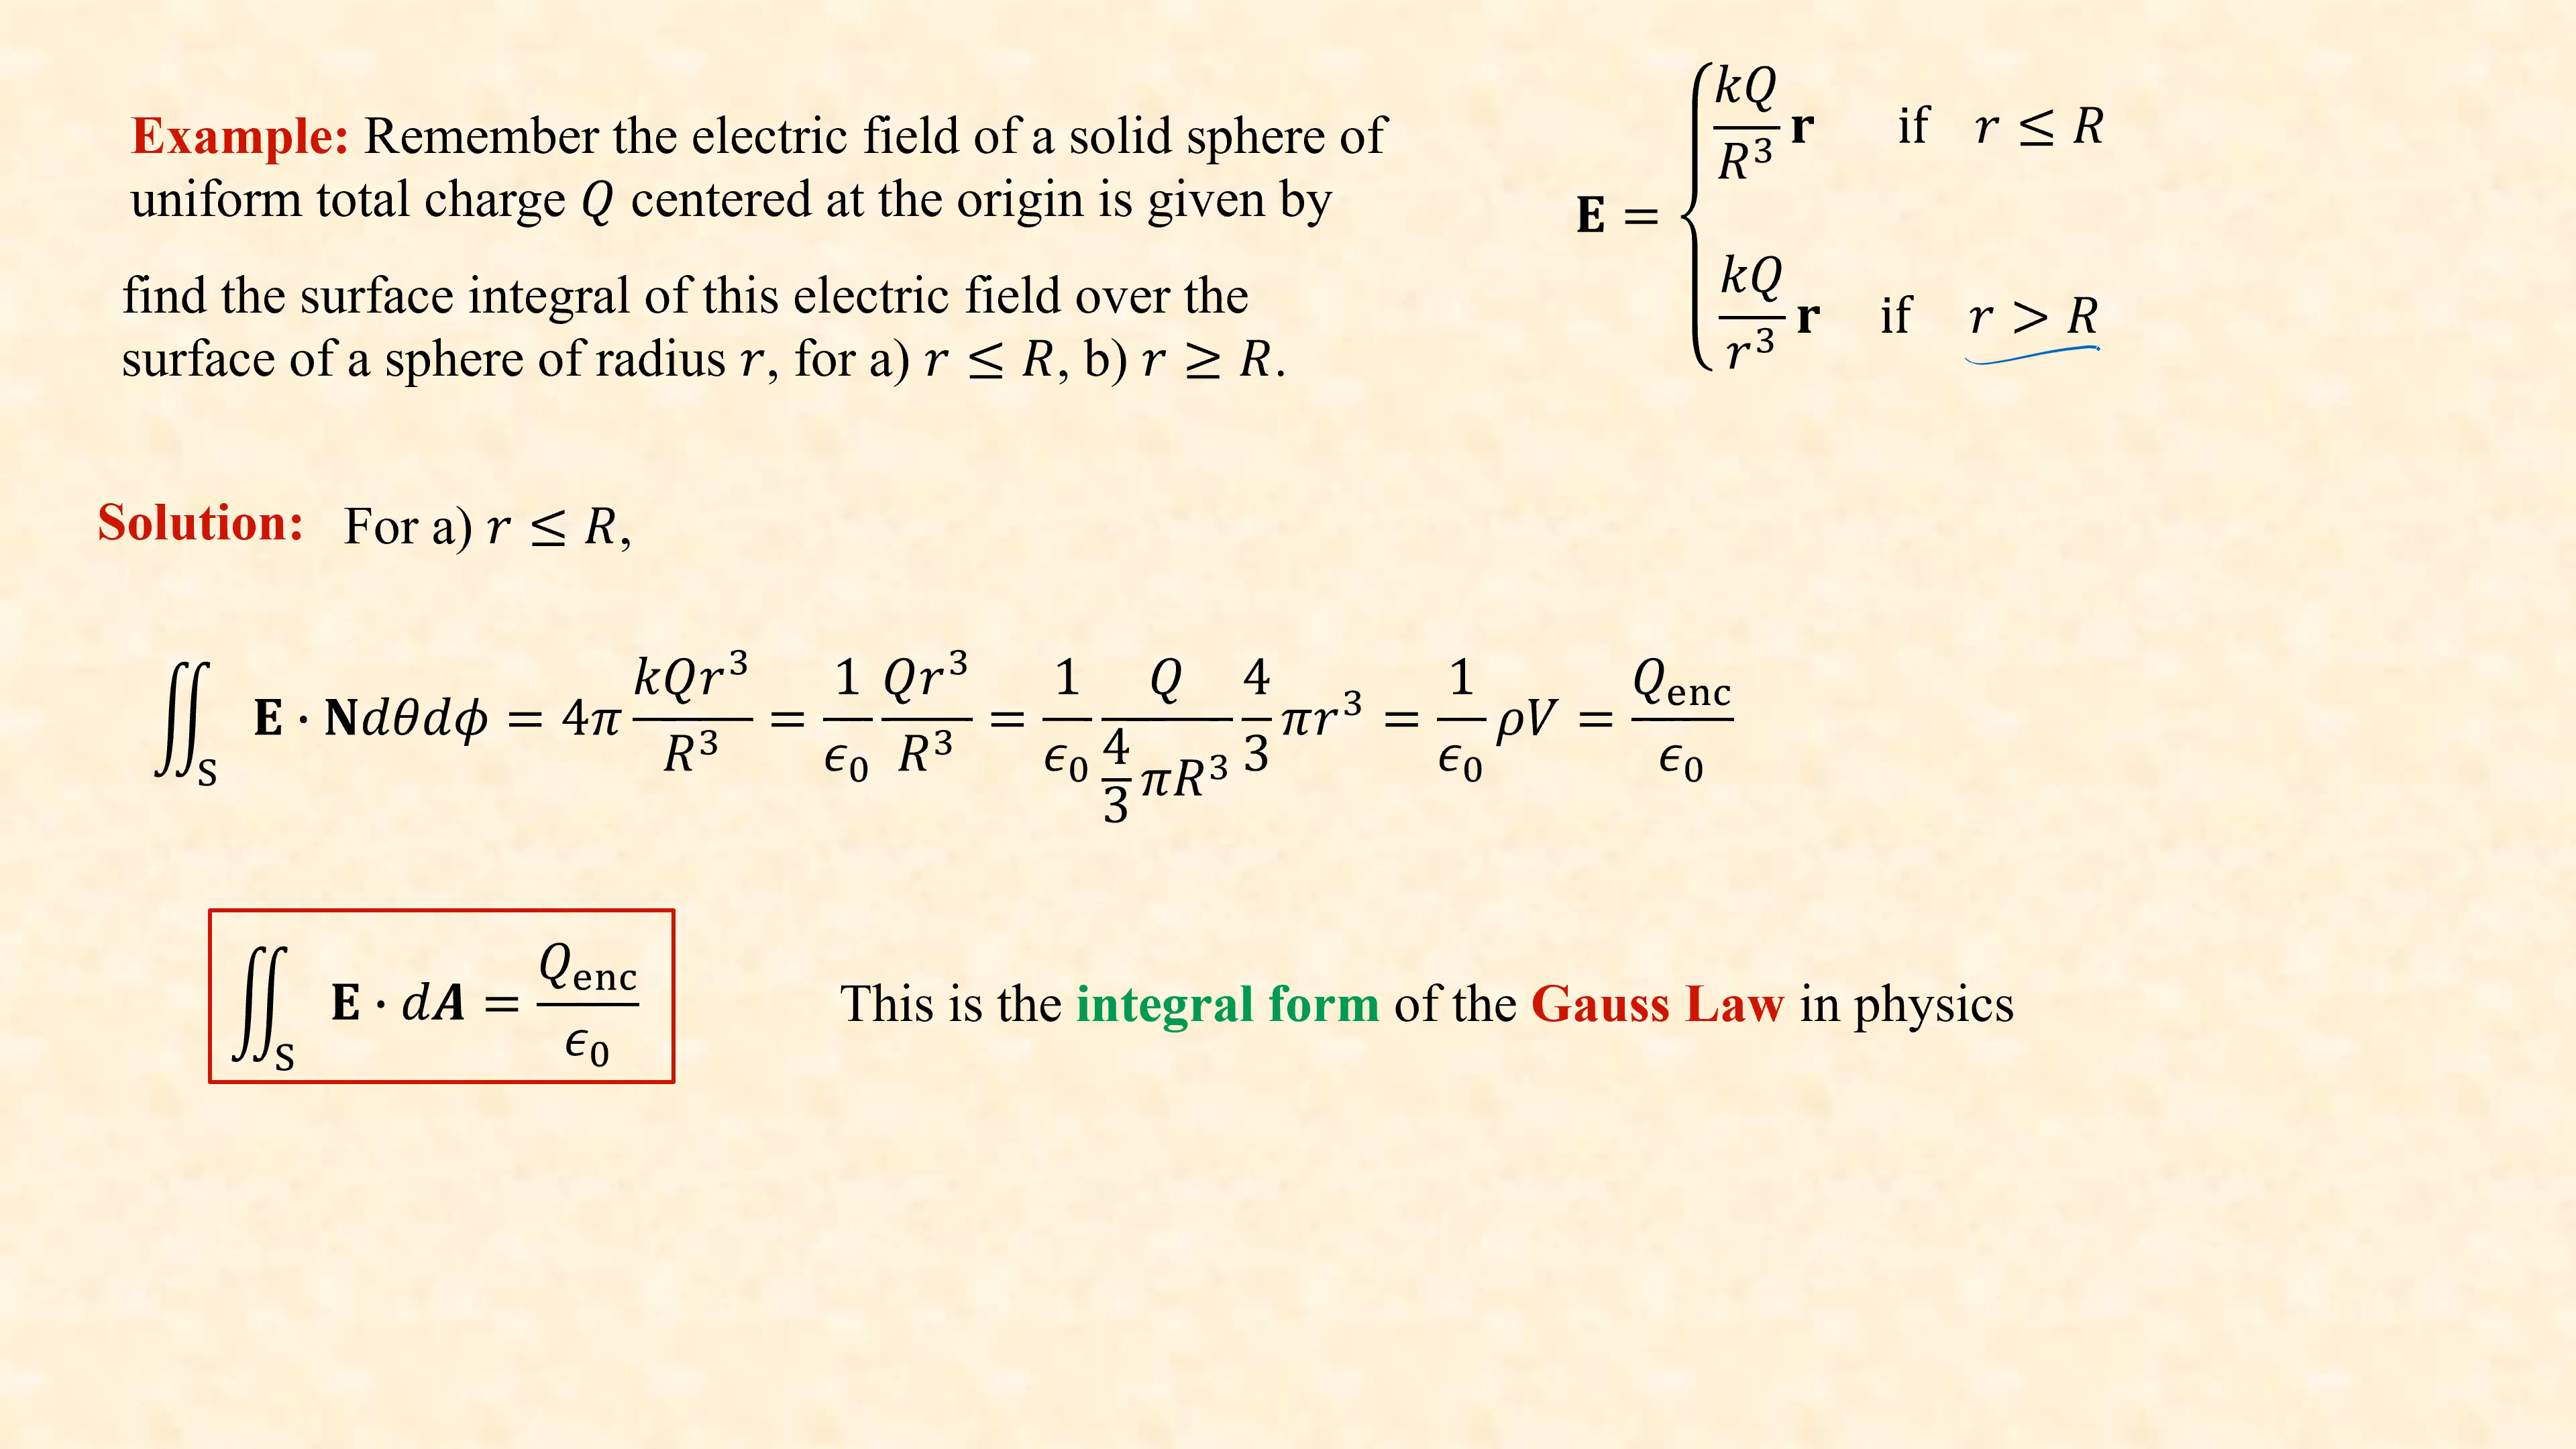 Example: Remember the electric field of a solid sphere of
uniform total charge Q centered at the origin is given by
E = { kQ/R³ r if r ≤ R
kQ/r³ r if r > R
find the surface integral of this electric field over the
surface of a sphere of radius r, for a) r ≤ R, b) r ≥ R.
Solution: For a) r ≤ R,
∬_S E · N dθdϕ = 4π kQr³/R³ = 1/ϵ₀ Qr³/R³ = 1/ϵ₀ Q/(4/3 πR³) 4/3 πr³ = 1/ϵ₀ ρV = Q_enc/ϵ₀
∬_S E · dA = Q_enc/ϵ₀
This is the integral form of the Gauss Law in physics